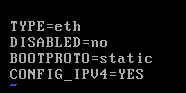 TYPE=eth
DISABLED=no
BOOTPROTO=static
CONFIG_IPV4=YES
~